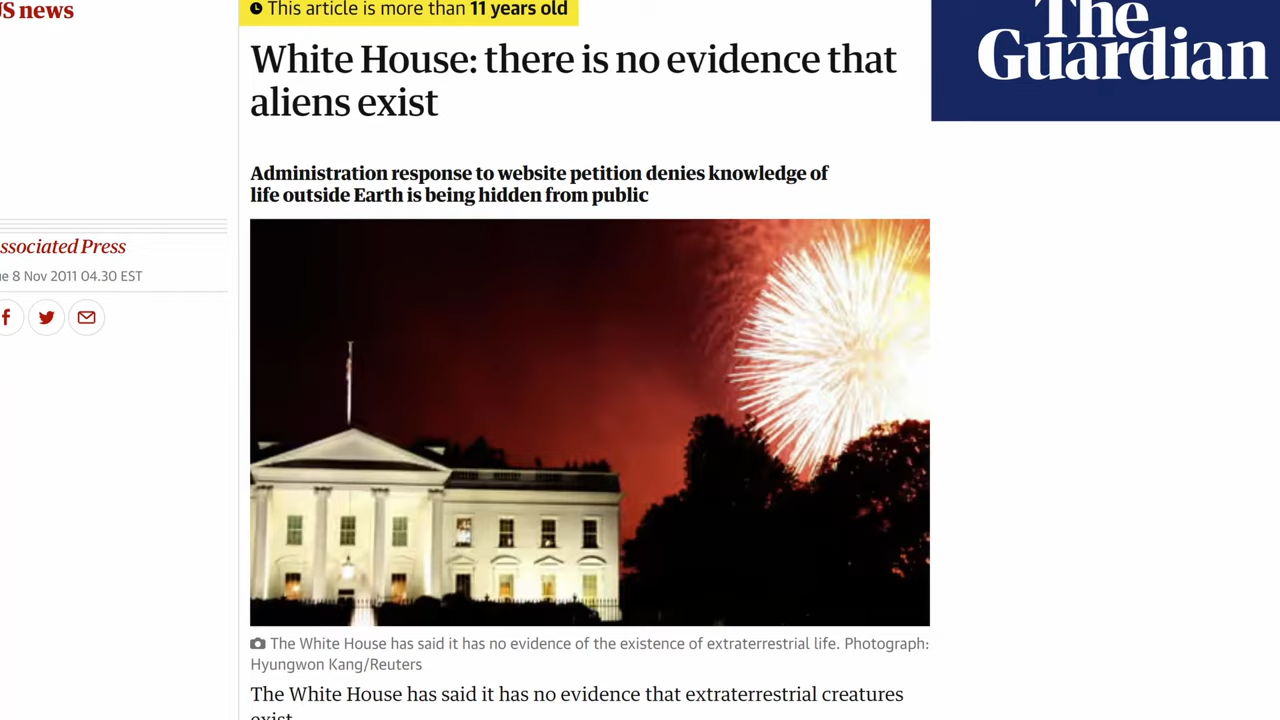 US news
This article is more than 11 years old
The
Guardian
White House: there is no evidence that
aliens exist
Administration response to website petition denies knowledge of
life outside Earth is being hidden from public
ssociated Press
ue 8 Nov 2011 04.30 EST
The White House has said it has no evidence of the existence of extraterrestrial life. Photograph:
Hyungwon Kang/Reuters
The White House has said it has no evidence that extraterrestrial creatures
exist